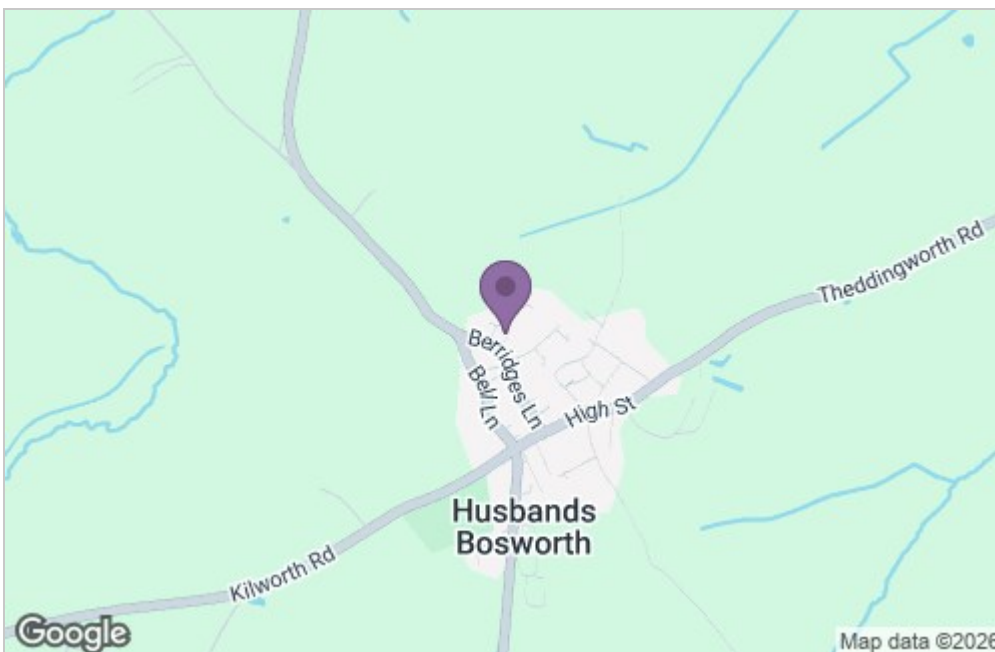 Theddingworth Rd
Berridges Ln
Bell Ln
High St
Husbands
Bosworth
Kilworth Rd
Google
Map data ©2026